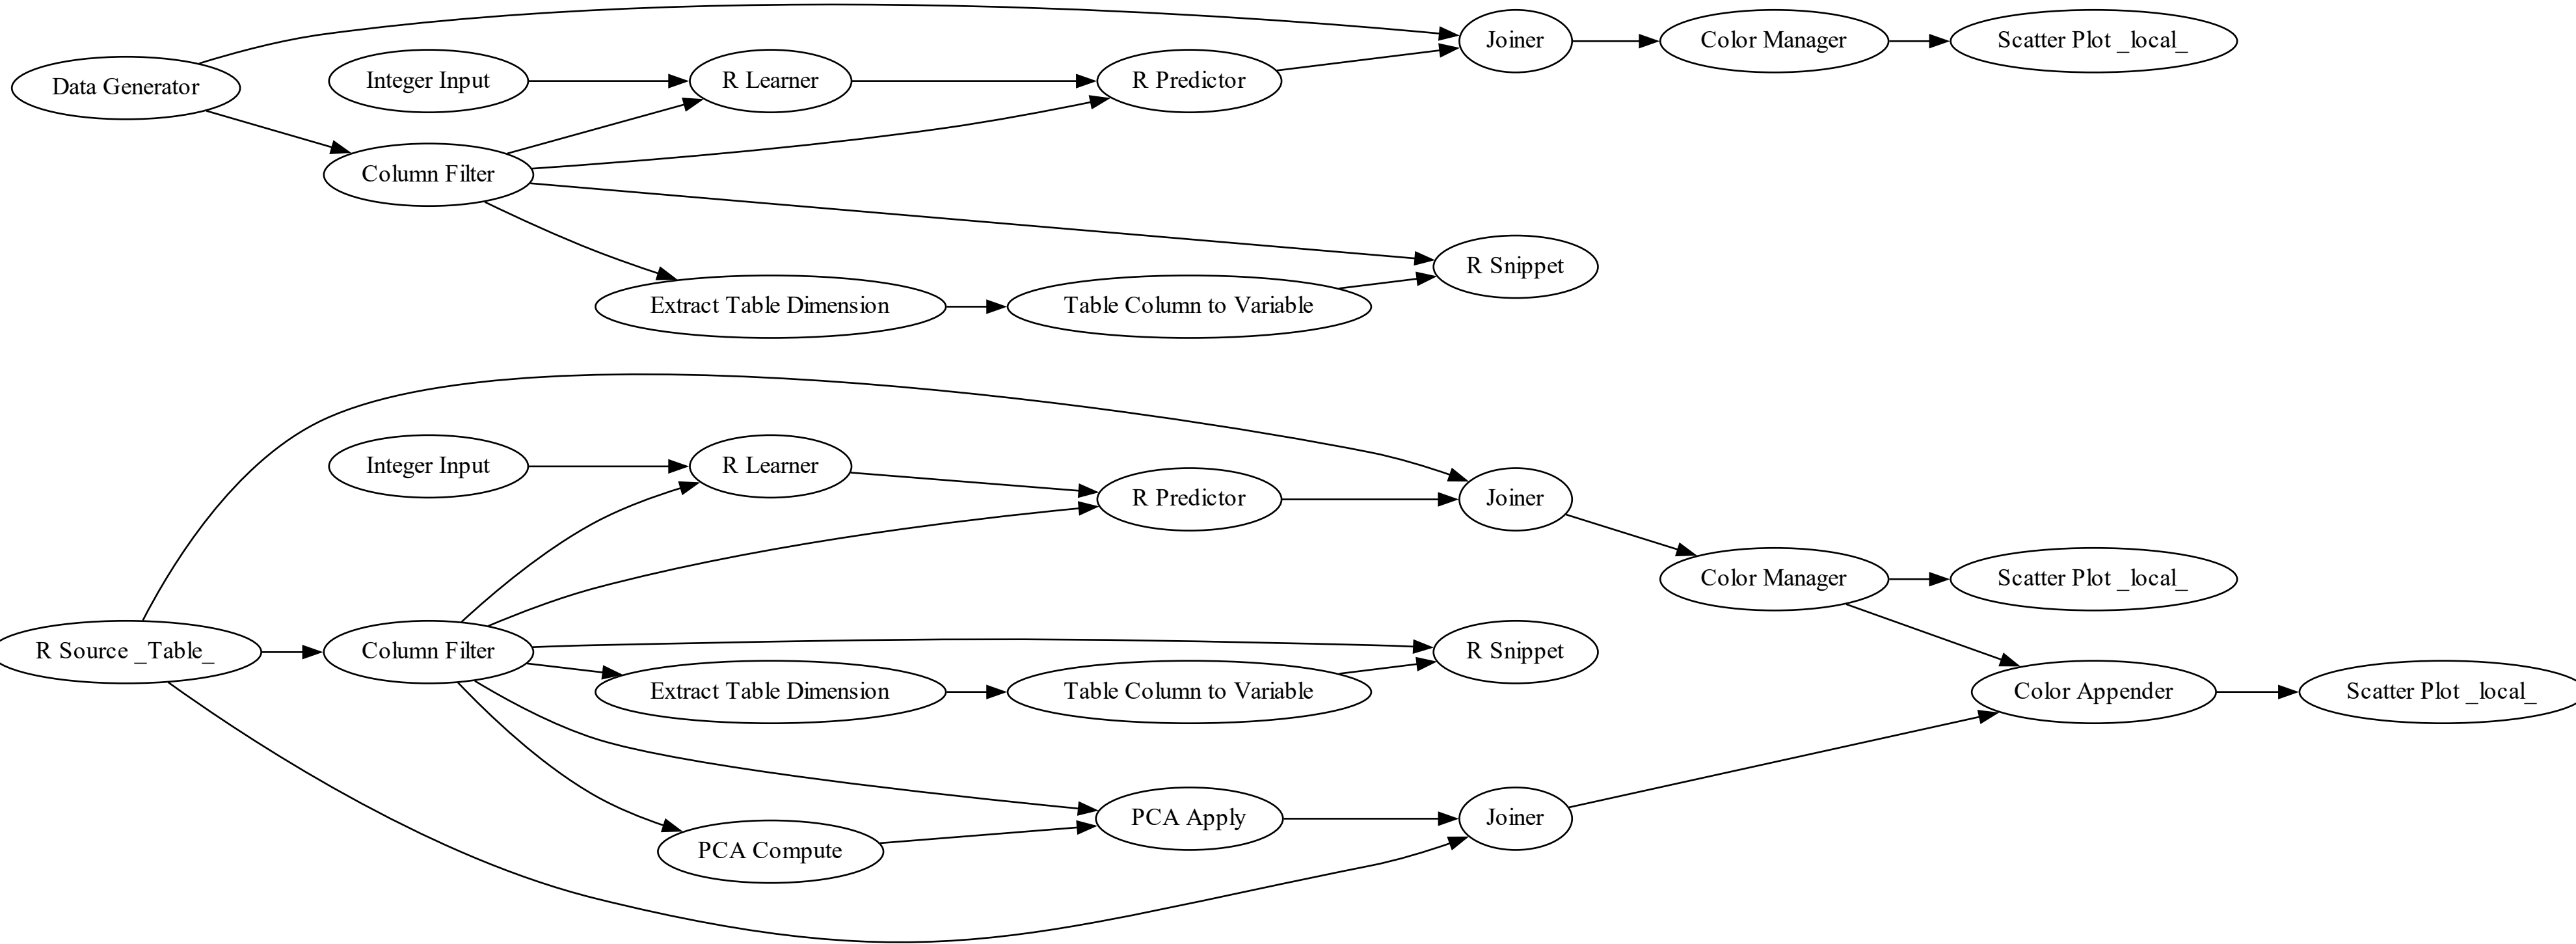 Joiner
Color Manager
Scatter Plot _local_
Data Generator
Integer Input
R Learner
R Predictor
Column Filter
R Snippet
Extract Table Dimension
Table Column to Variable
Integer Input
R Learner
R Predictor
Joiner
Color Manager
Scatter Plot _local_
R Source _Table_
Column Filter
R Snippet
Extract Table Dimension
Table Column to Variable
Color Appender
Scatter Plot _local_
PCA Apply
Joiner
PCA Compute